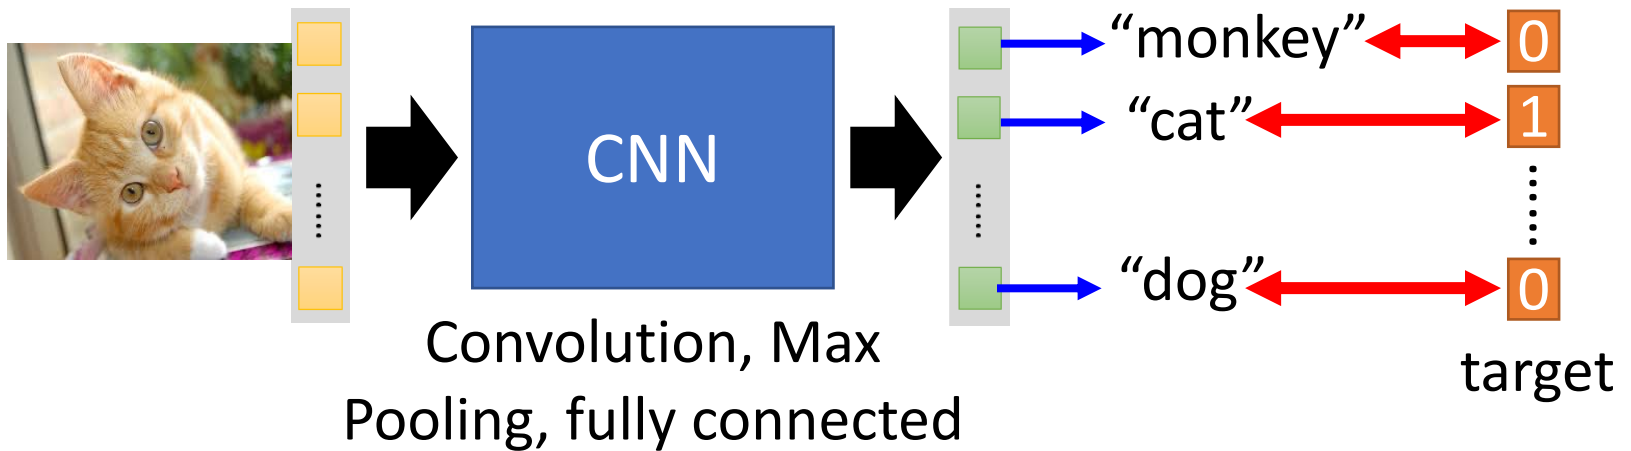 “monkey”
0
“cat”
1
CNN
“dog”
0
Convolution, Max
Pooling, fully connected
target